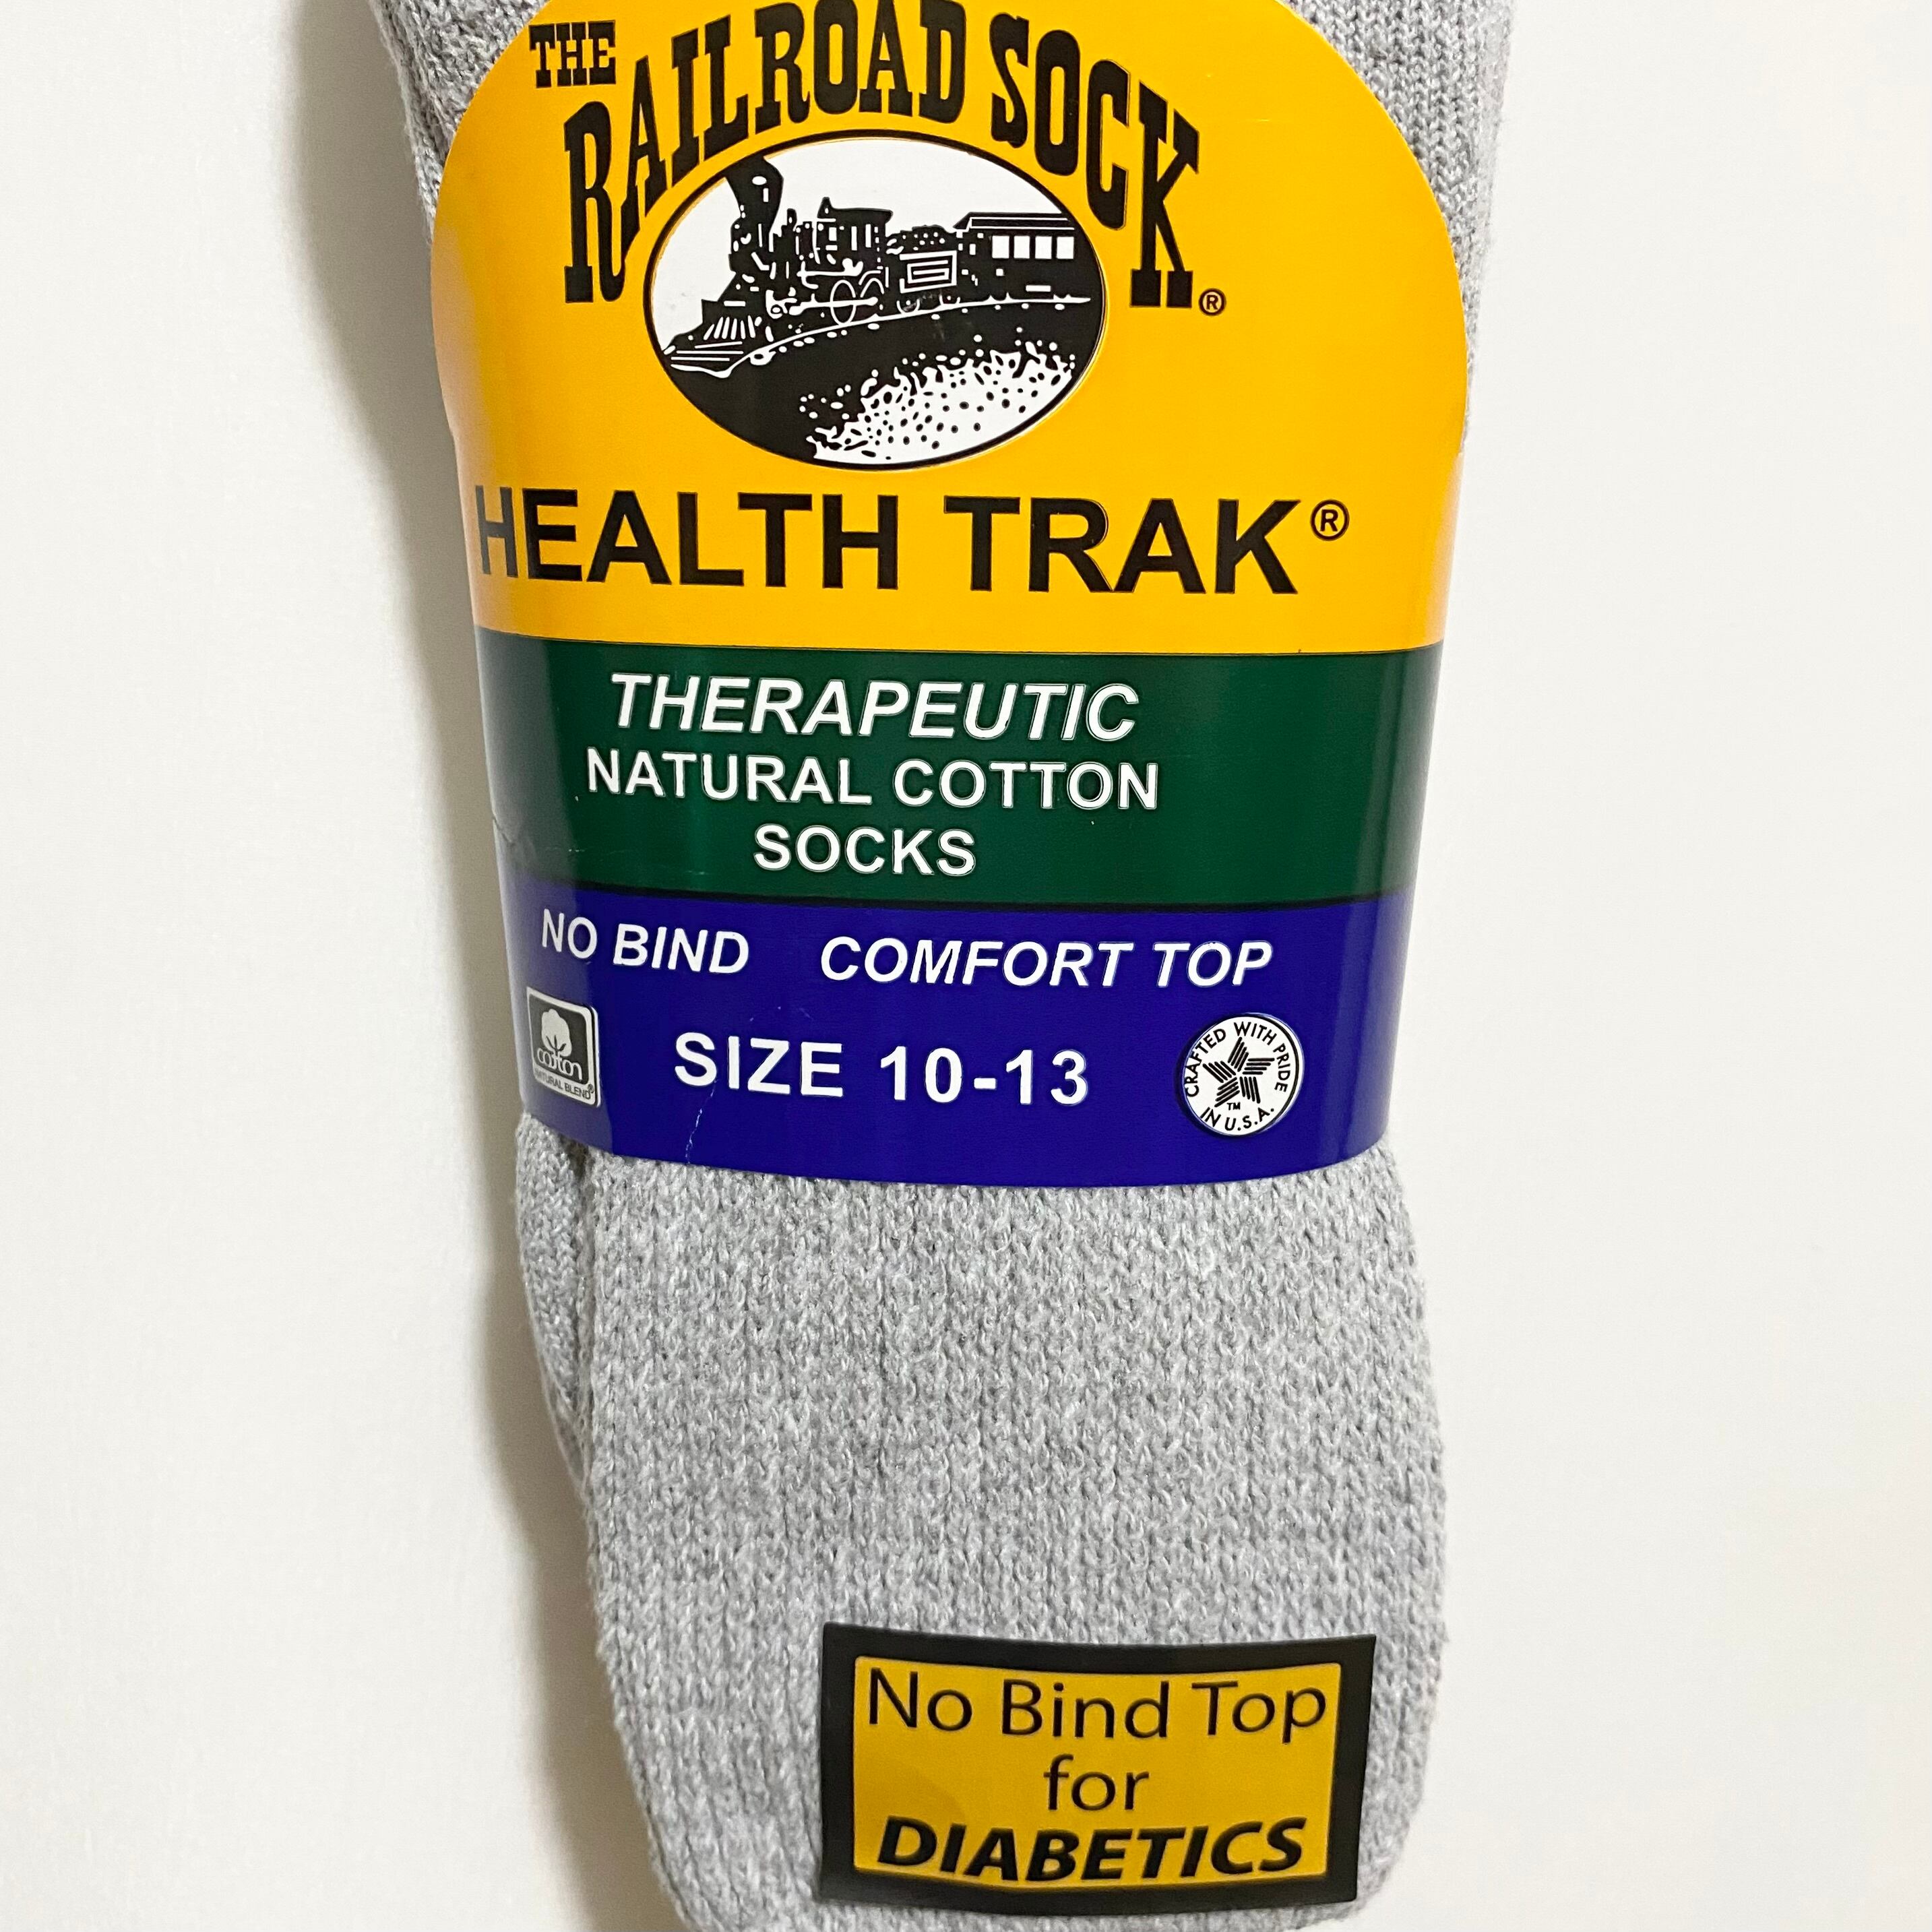 THE
RAILROAD SOCK®
HEALTH TRAK®
THERAPEUTIC
NATURAL COTTON
SOCKS
NO BIND COMFORT TOP
cotton
NATURAL BLEND®
SIZE 10-13
CRAFTED WITH PRIDE
TM
IN U.S.A.
No Bind Top
for
DIABETICS